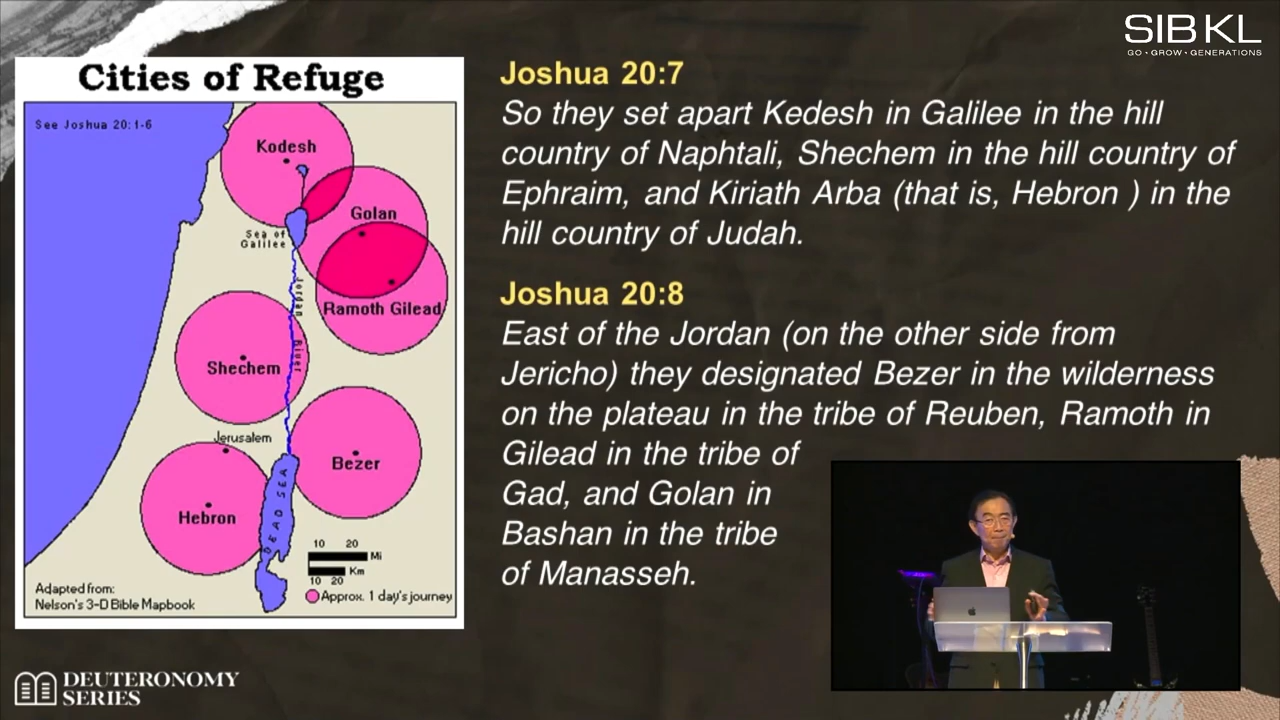 SIBKL
GO • GROW • GENERATIONS
Cities of Refuge
See Joshua 20:1-6
Kodesh
Golan
Sea of
Galilee
Jordan River
Ramoth Gilead
Shechem
Jerusalem
Bezer
Hebron
DEAD SEA
10 20
Mi
Km
10 20
Approx. 1 day's journey
Adapted from:
Nelson's 3-D Bible Mapbook
Joshua 20:7
So they set apart Kedesh in Galilee in the hill
country of Naphtali, Shechem in the hill country of
Ephraim, and Kiriath Arba (that is, Hebron ) in the
hill country of Judah.
Joshua 20:8
East of the Jordan (on the other side from
Jericho) they designated Bezer in the wilderness
on the plateau in the tribe of Reuben, Ramoth in
Gilead in the tribe of
Gad, and Golan in
Bashan in the tribe
of Manasseh.
DEUTERONOMY
SERIES